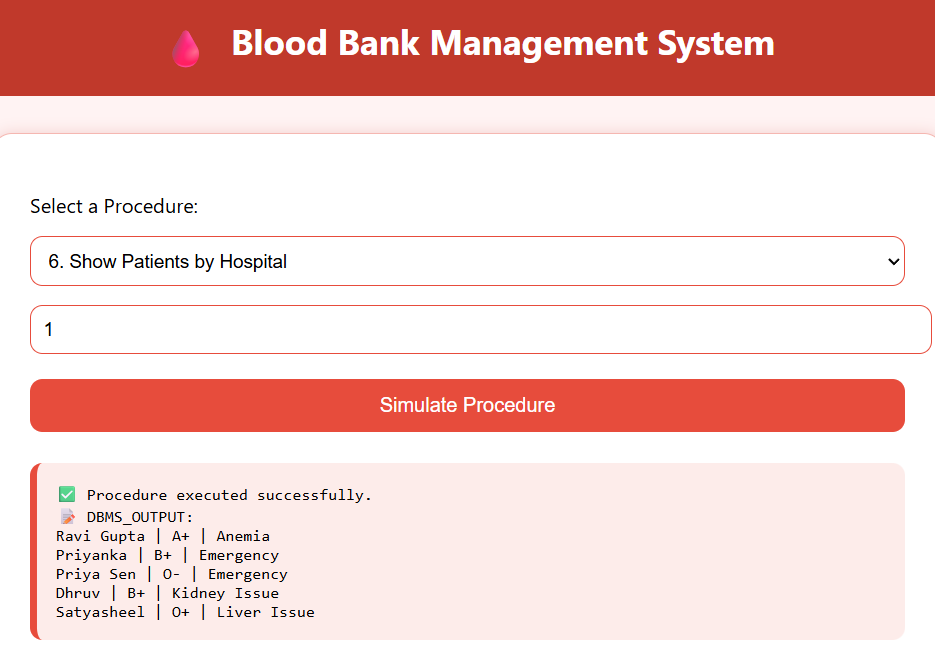 Blood Bank Management System
Select a Procedure:
6. Show Patients by Hospital
1
Simulate Procedure
Procedure executed successfully.
DBMS_OUTPUT:
Ravi Gupta | A+ | Anemia
Priyanka | B+ | Emergency
Priya Sen | O- | Emergency
Dhruv | B+ | Kidney Issue
Satyasheel | O+ | Liver Issue